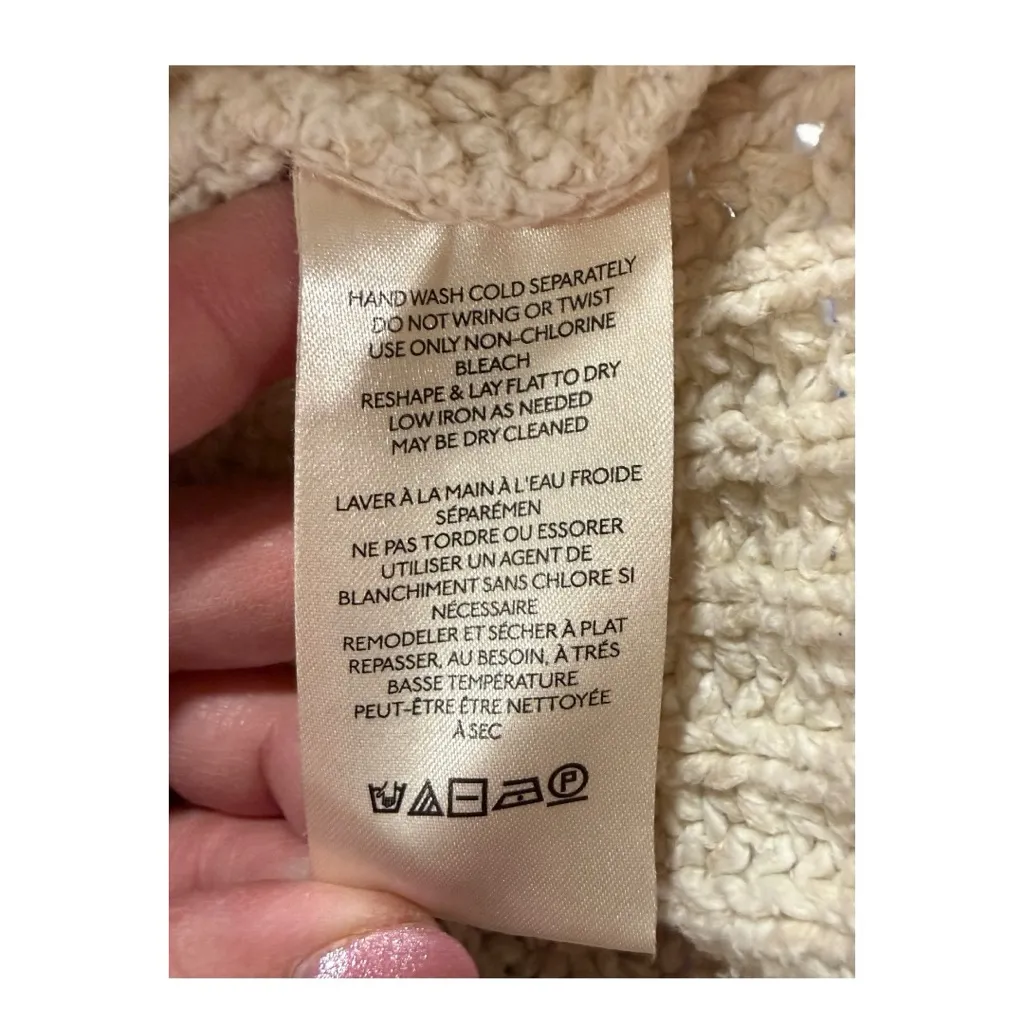 HAND WASH COLD SEPARATELY
DO NOT WRING OR TWIST
USE ONLY NON-CHLORINE
BLEACH
RESHAPE & LAY FLAT TO DRY
LOW IRON AS NEEDED
MAY BE DRY CLEANED
LAVER À LA MAIN À L'EAU FROIDE
SÉPARÉMEN
NE PAS TORDRE OU ESSORER
UTILISER UN AGENT DE
BLANCHIMENT SANS CHLORE SI
NÉCESSAIRE
REMODELER ET SÉCHER À PLAT
REPASSER, AU BESOIN, À TRÉS
BASSE TEMPÉRATURE
PEUT-ÊTRE ÊTRE NETTOYÉE
À SEC
P